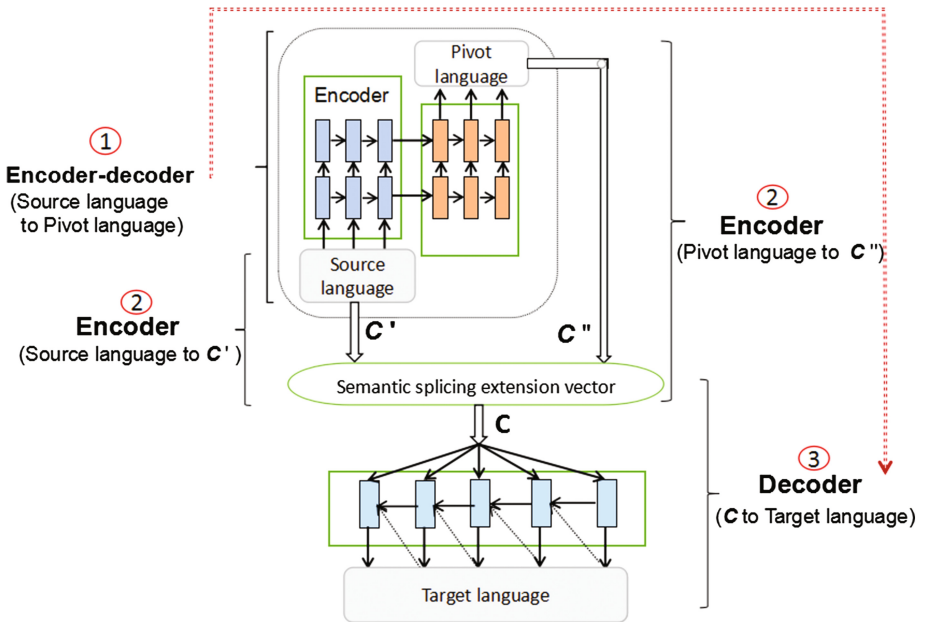 ①
Encoder-decoder
(Source language
to Pivot language)
②
Encoder
(Source language to C')
Encoder
Pivot
language
Source
language
C'
C"
②
Encoder
(Pivot language to C")
Semantic splicing extension vector
C
③
Decoder
(C to Target language)
Target language